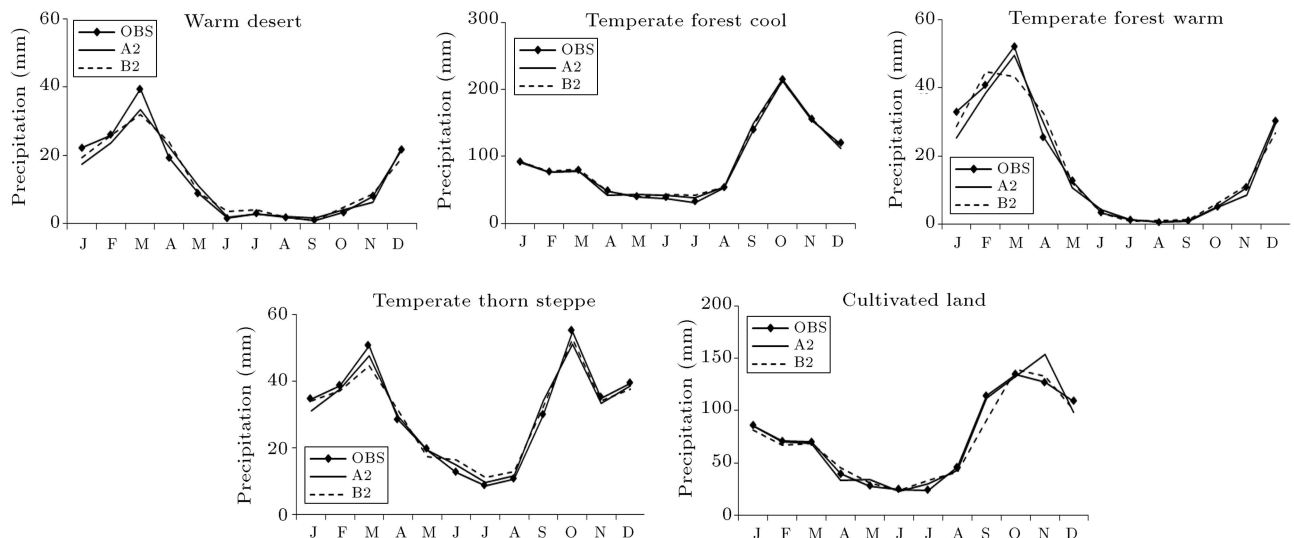 Warm desert
Precipitation (mm)
60
40
20
0
OBS
A2
B2
J F M A M J J A S O N D
Temperate forest cool
Precipitation (mm)
300
200
100
0
OBS
A2
B2
J F M A M J J A S O N D
Temperate forest warm
Precipitation (mm)
60
40
20
0
OBS
A2
B2
J F M A M J J A S O N D
Temperate thorn steppe
Precipitation (mm)
60
40
20
0
OBS
A2
B2
J F M A M J J A S O N D
Cultivated land
Precipitation (mm)
200
150
100
50
0
OBS
A2
B2
J F M A M J J A S O N D